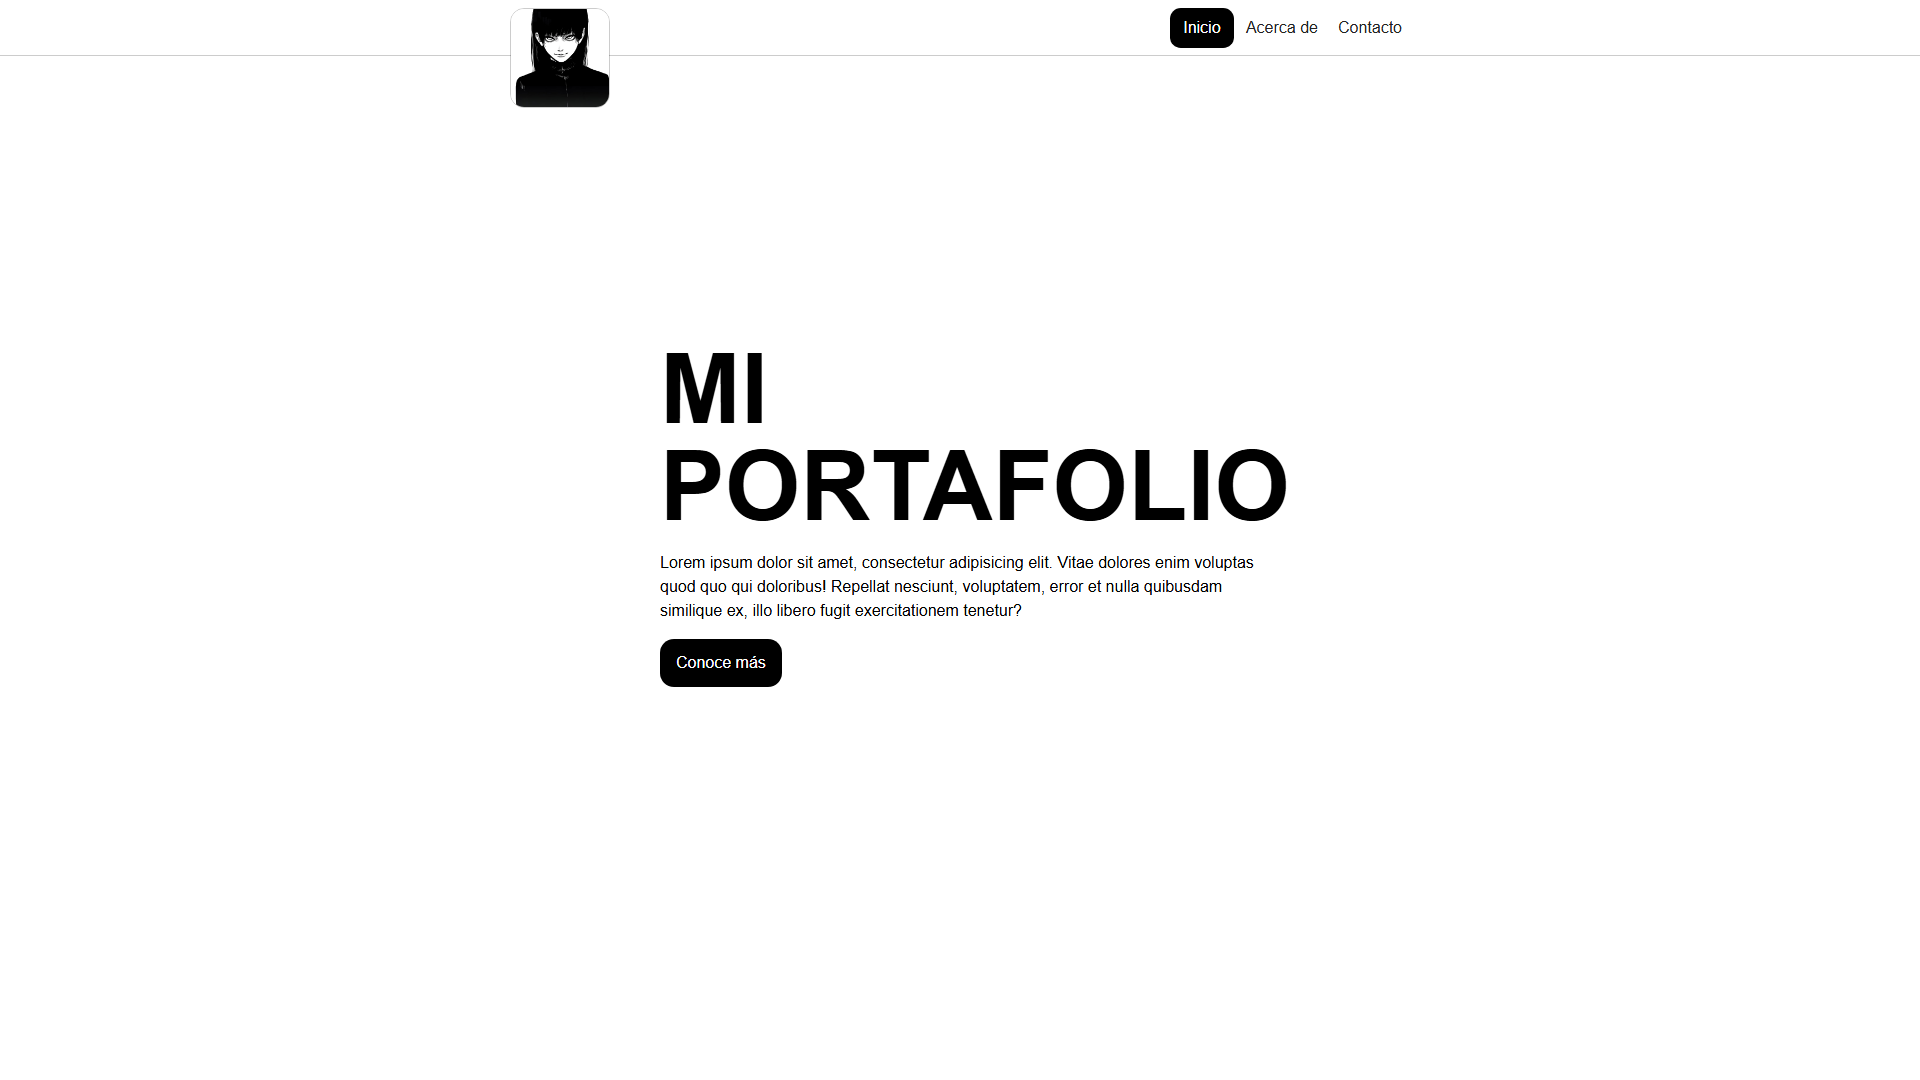 Inicio Acerca de Contacto
MI
PORTAFOLIO
Lorem ipsum dolor sit amet, consectetur adipisicing elit. Vitae dolores enim voluptas
quod quo qui doloribus! Repellat nesciunt, voluptatem, error et nulla quibusdam
similique ex, illo libero fugit exercitationem tenetur?
Conoce más